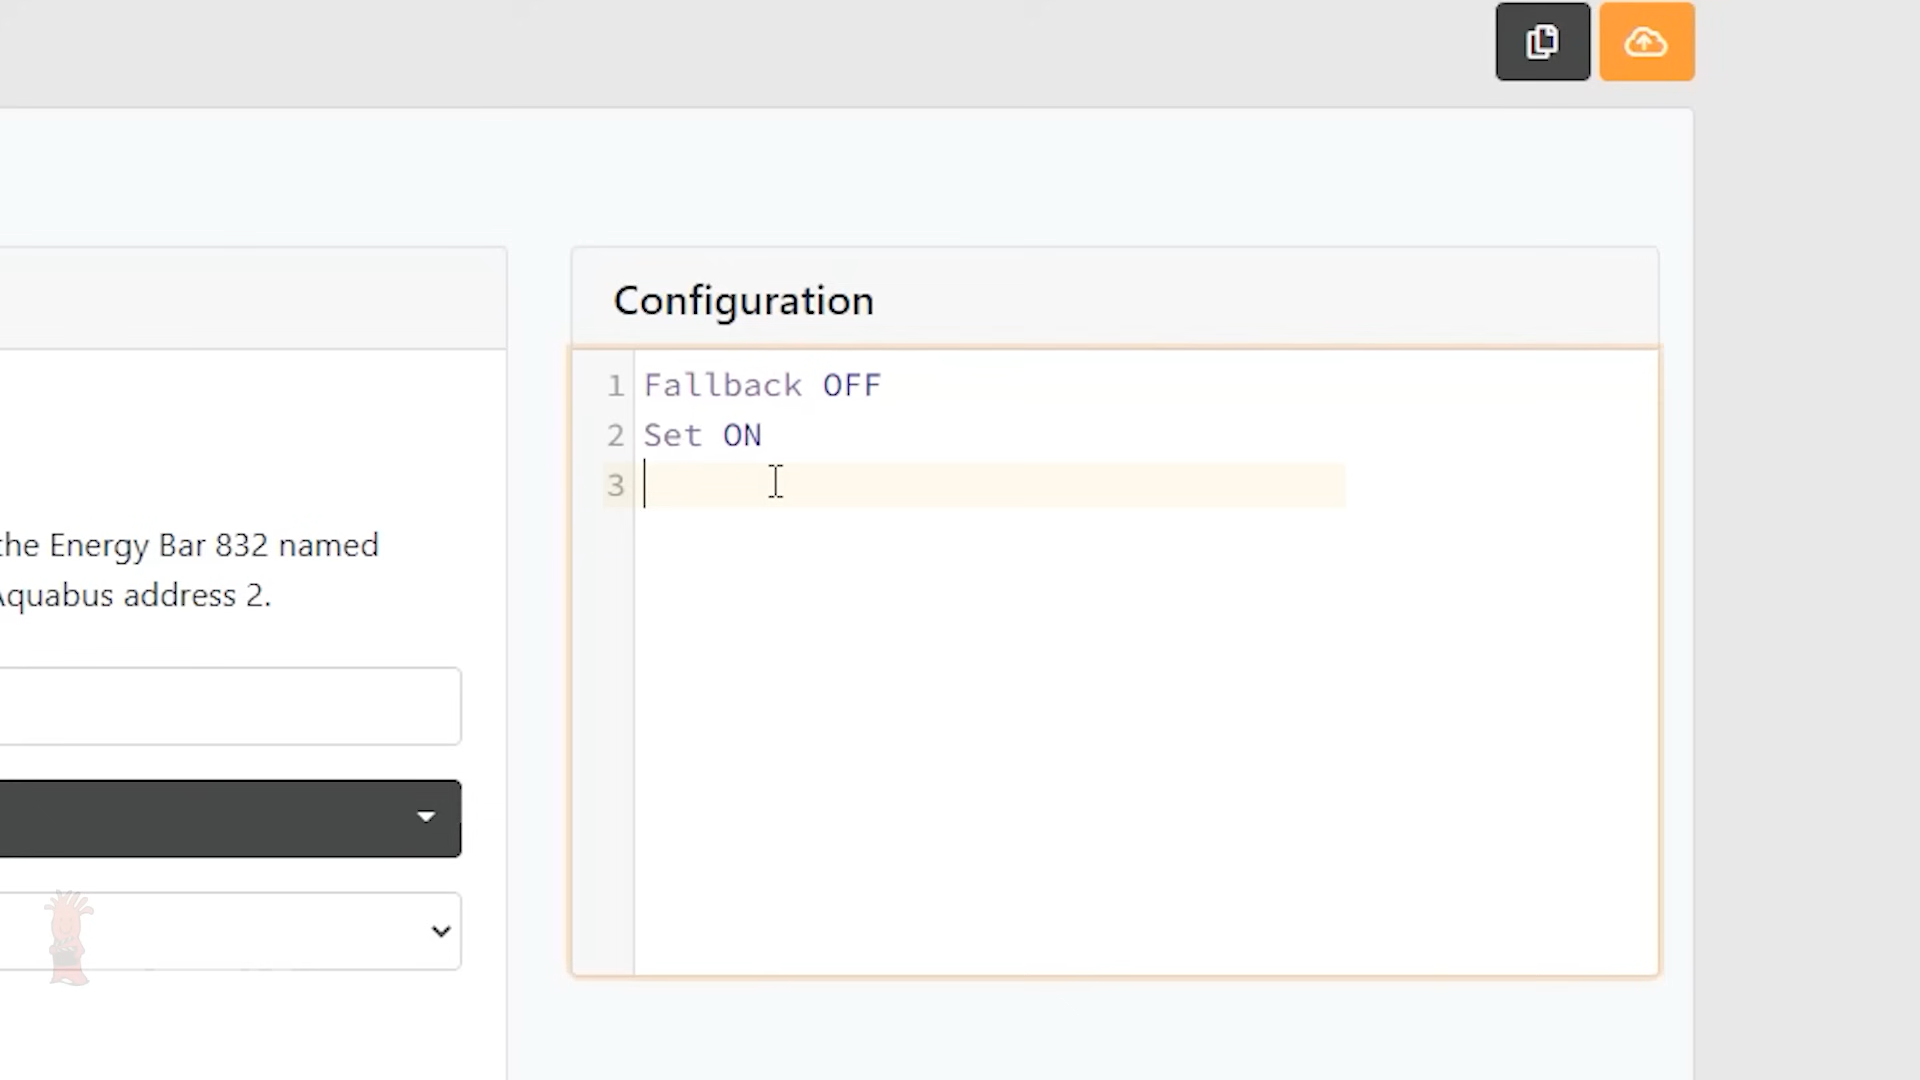 Configuration
1 Fallback OFF
2 Set ON
3
the Energy Bar 832 named
Aquabus address 2.